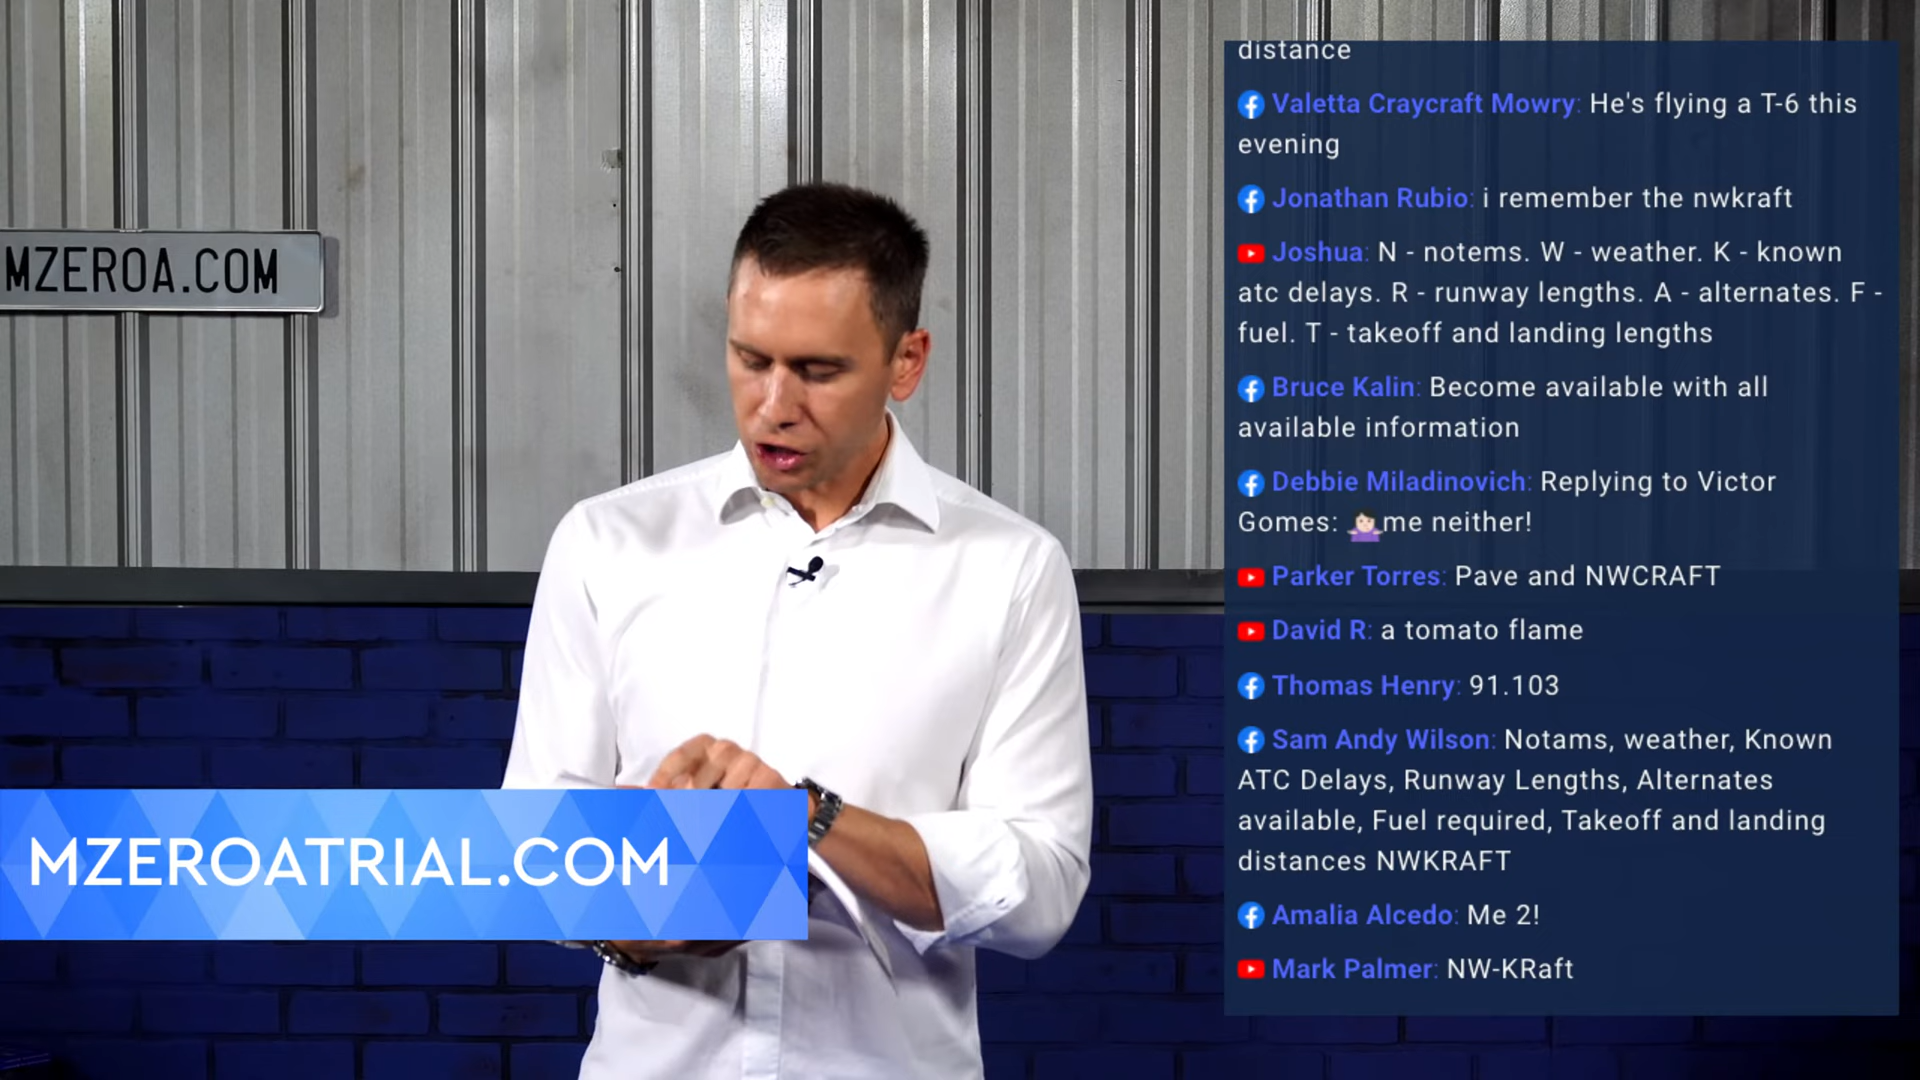 MZEROA.COM
MZEROATRIAL.COM
distance
Valetta Craycraft Mowry: He's flying a T-6 this
evening
Jonathan Rubio: i remember the nwkraft
Joshua: N - notems. W - weather. K - known
atc delays. R - runway lengths. A - alternates. F -
fuel. T - takeoff and landing lengths
Bruce Kalin: Become available with all
available information
Debbie Miladinovich: Replying to Victor
Gomes: 🤷🏻‍♀️me neither!
Parker Torres: Pave and NWCRAFT
David R: a tomato flame
Thomas Henry: 91.103
Sam Andy Wilson: Notams, weather, Known
ATC Delays, Runway Lengths, Alternates
available, Fuel required, Takeoff and landing
distances NWKRAFT
Amalia Alcedo: Me 2!
Mark Palmer: NW-KRaft